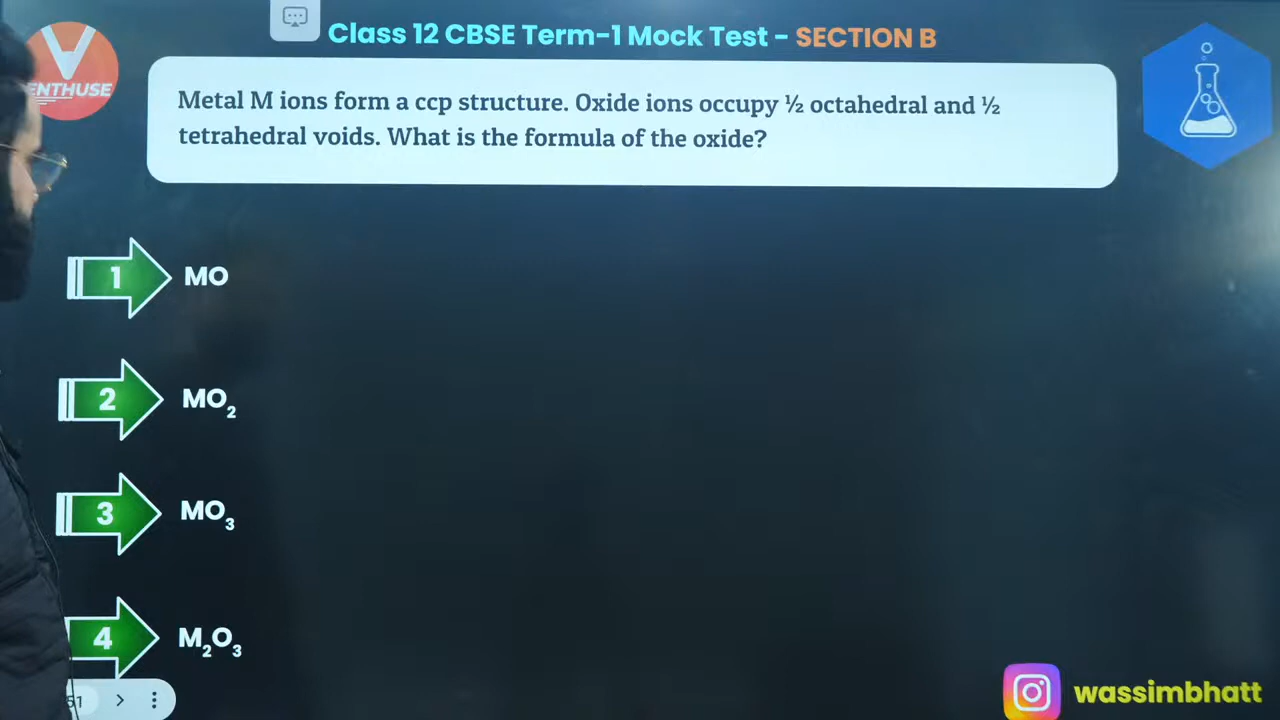 Class 12 CBSE Term-1 Mock Test - SECTION B
ENTHUSE
Metal M ions form a ccp structure. Oxide ions occupy ½ octahedral and ½
tetrahedral voids. What is the formula of the oxide?
1 MO
2 MO₂
3 MO₃
4 M₂O₃
51
wassimbhatt